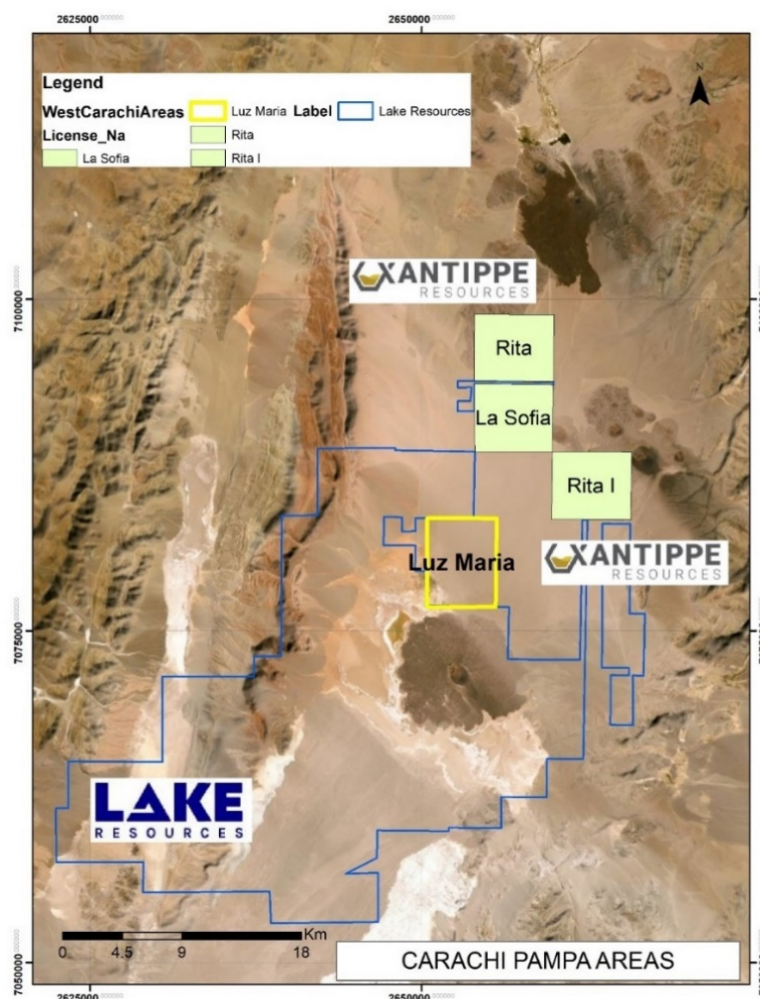 2625000
2650000
Legend
WestCarachiAreas Luz Maria Label Lake Resources
License_Na Rita
La Sofia Rita I
N
XANTIPPE
RESOURCES
7100000
Rita
La Sofia
Rita I
Luz Maria
XANTIPPE
RESOURCES
7075000
LAKE
RESOURCES
Km
0 4.5 9 18
CARACHI PAMPA AREAS
7050000
2625000
2650000